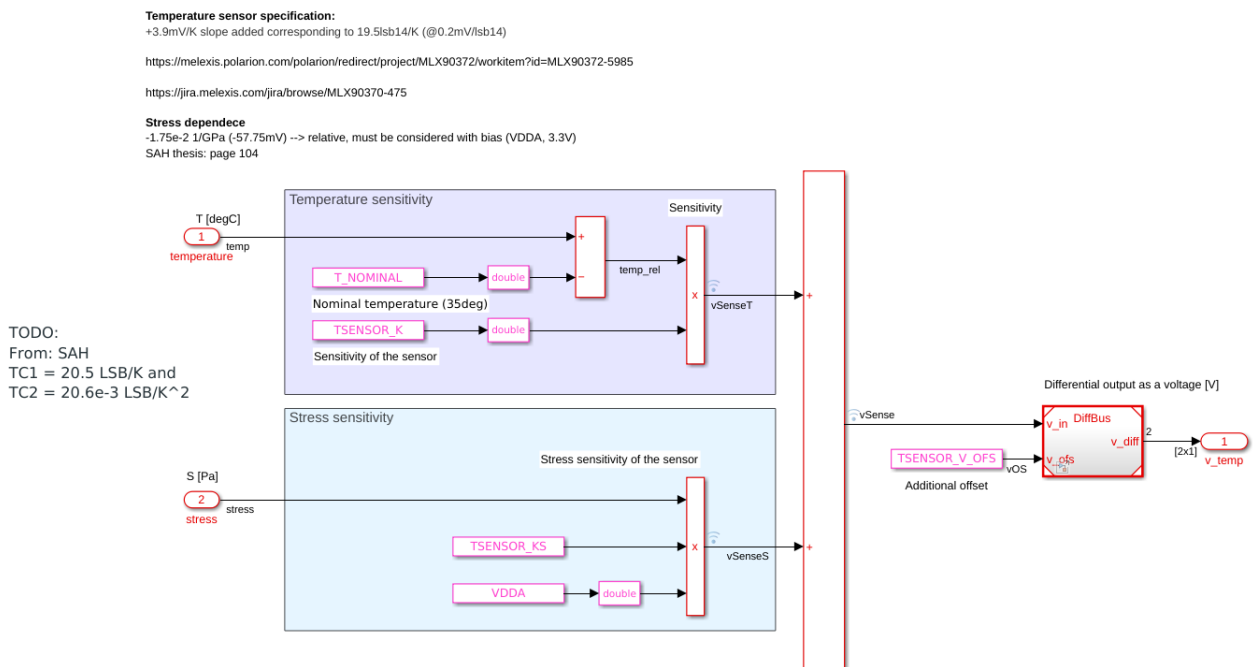 Temperature sensor specification:
+3.9mV/K slope added corresponding to 19.5lsb14/K (@0.2mV/lsb14)
https://melexis.polarion.com/polarion/redirect/project/MLX90372/workitem?id=MLX90372-5985
https://jira.melexis.com/jira/browse/MLX90370-475
Stress dependece
-1.75e-2 1/GPa (-57.75mV) --> relative, must be considered with bias (VDDA, 3.3V)
SAH thesis: page 104
Temperature sensitivity
Sensitivity
T [degC]
1
temp
temperature
+
−
temp_rel
T_NOMINAL
double
Nominal temperature (35deg)
x
vSenseT
+
TSENSOR_K
double
Sensitivity of the sensor
TODO:
From: SAH
TC1 = 20.5 LSB/K and
TC2 = 20.6e-3 LSB/K^2
Stress sensitivity
Stress sensitivity of the sensor
S [Pa]
2
stress
stress
TSENSOR_KS
x
vSenseS
+
VDDA
double
Differential output as a voltage [V]
vSense
v_in
DiffBus
v_diff
2
[2x1]
1
v_temp
TSENSOR_V_OFS
vOS
v_ofs
Additional offset